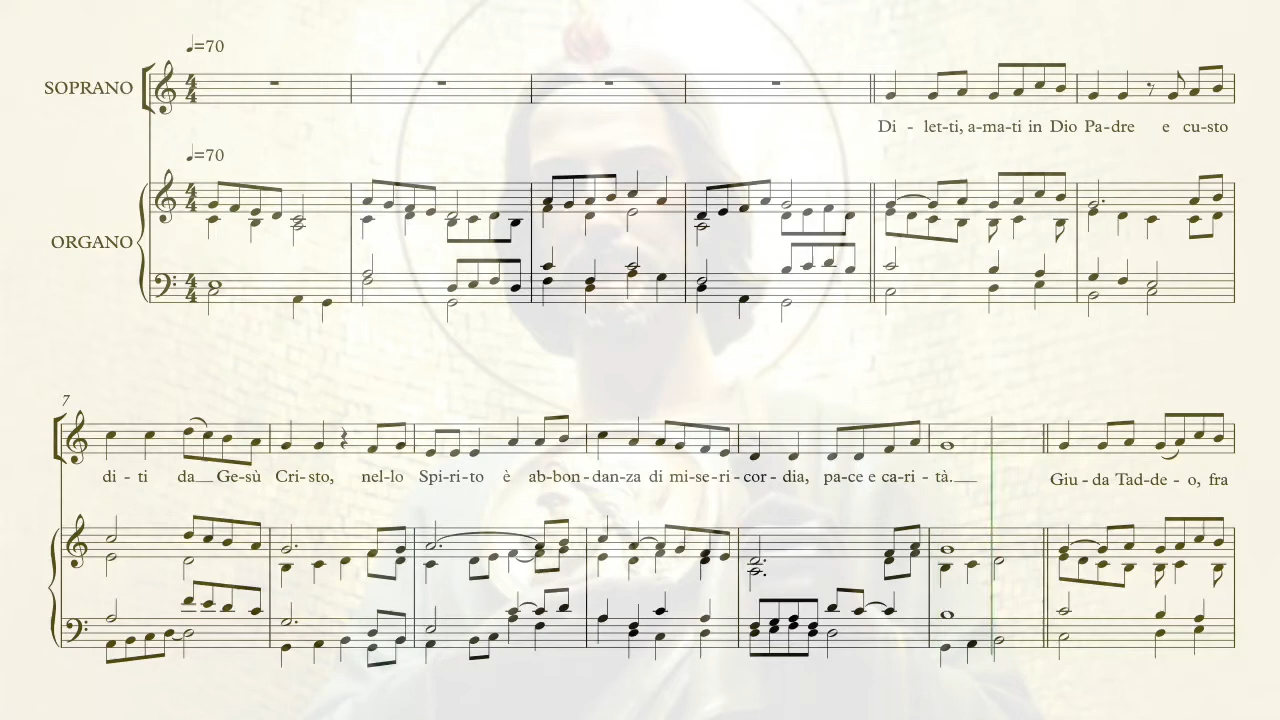 ♩=70
SOPRANO
Di - let-ti, a-ma-ti in Dio Pa-dre e cu-sto
♩=70
ORGANO
7
di - ti da__ Ge-sù Cri-sto, nel-lo Spi-ri-to è ab-bon-dan-za di mi-se-ri-cor-dia, pa-ce e ca-ri-tà.__ Giu-da Tad-de-o, fra